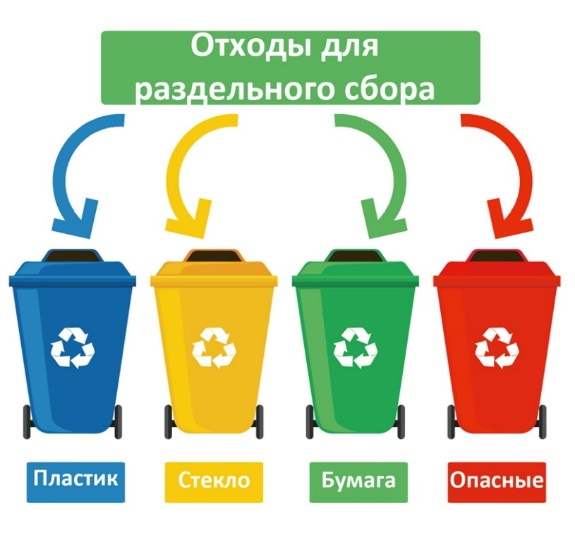 Отходы для
раздельного сбора
Пластик
Стекло
Бумага
Опасные